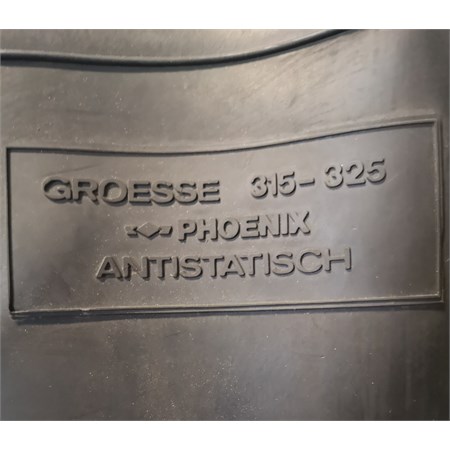 GROESSE 315-325
PHOENIX
ANTISTATISCH